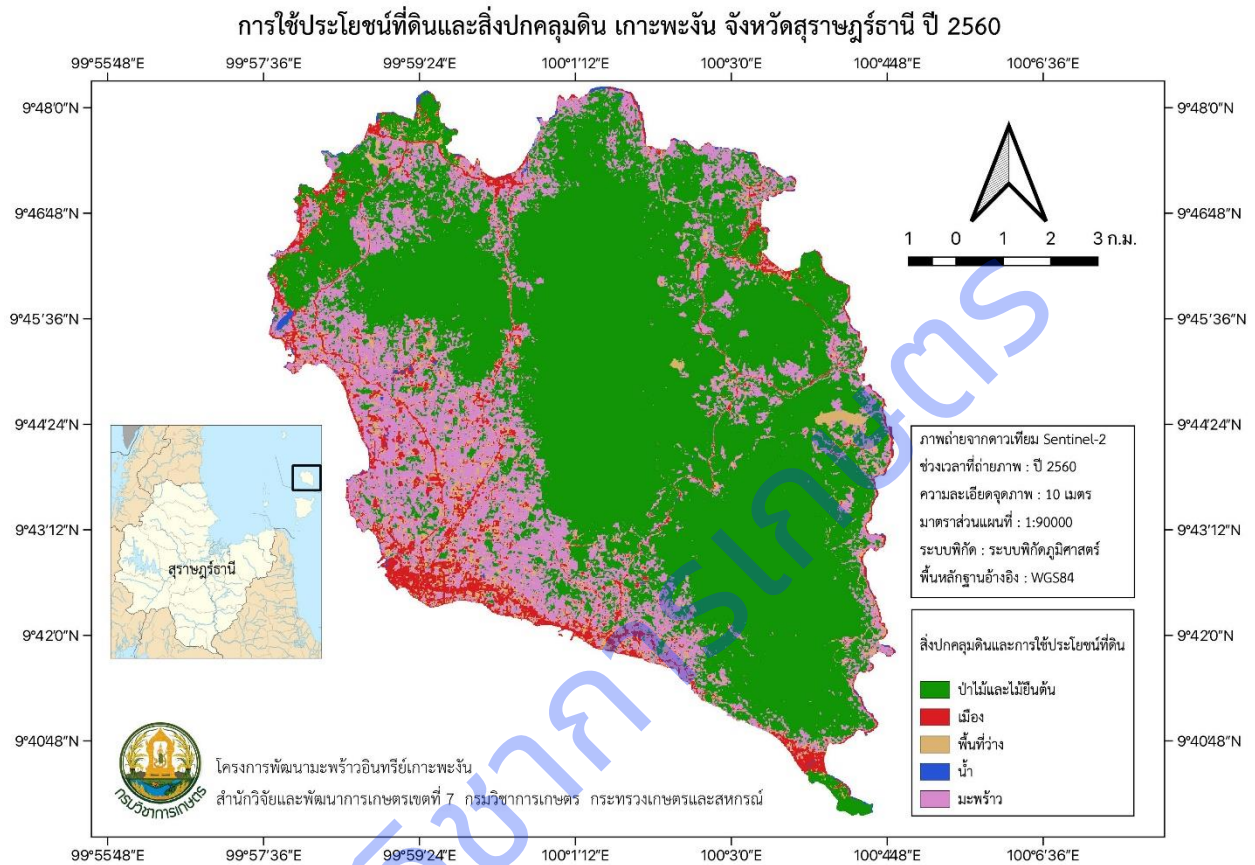 การใช้ประโยชน์ที่ดินและสิ่งปกคลุมดิน เกาะพะงัน จังหวัดสุราษฎร์ธานี ปี 2560
99°55'48"E 99°57'36"E 99°59'24"E 100°1'12"E 100°3'0"E 100°4'48"E 100°6'36"E
9°48'0"N 9°48'0"N
9°46'48"N 9°46'48"N
1 0 1 2 3 ก.ม.
9°45'36"N 9°45'36"N
9°44'24"N 9°44'24"N
ภาพถ่ายจากดาวเทียม Sentinel-2
ช่วงเวลาที่ถ่ายภาพ : ปี 2560
ความละเอียดจุดภาพ : 10 เมตร
มาตราส่วนแผนที่ : 1:90000
ระบบพิกัด : ระบบพิกัดภูมิศาสตร์
พื้นหลักฐานอ้างอิง : WGS84
9°43'12"N 9°43'12"N
สุราษฎร์ธานี
9°42'0"N 9°42'0"N
สิ่งปกคลุมดินและการใช้ประโยชน์ที่ดิน
ป่าไม้และไม้ยืนต้น
เมือง
พื้นที่ว่าง
น้ำ
มะพร้าว
9°40'48"N 9°40'48"N
กรมวิชาการเกษตร
โครงการพัฒนามะพร้าวอินทรีย์เกาะพะงัน
สำนักวิจัยและพัฒนาการเกษตรเขตที่ 7 กรมวิชาการเกษตร กระทรวงเกษตรและสหกรณ์
99°55'48"E 99°57'36"E 99°59'24"E 100°1'12"E 100°3'0"E 100°4'48"E 100°6'36"E
วิชาการเกษตร